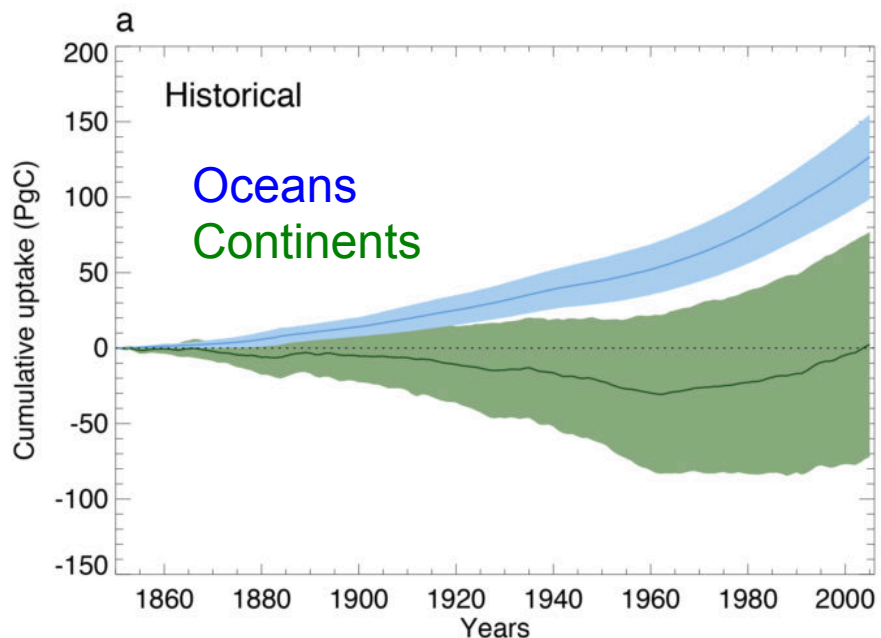 a
200
150
100
50
0
-50
-100
-150
Cumulative uptake (PgC)
Historical
Oceans
Continents
1860 1880 1900 1920 1940 1960 1980 2000
Years